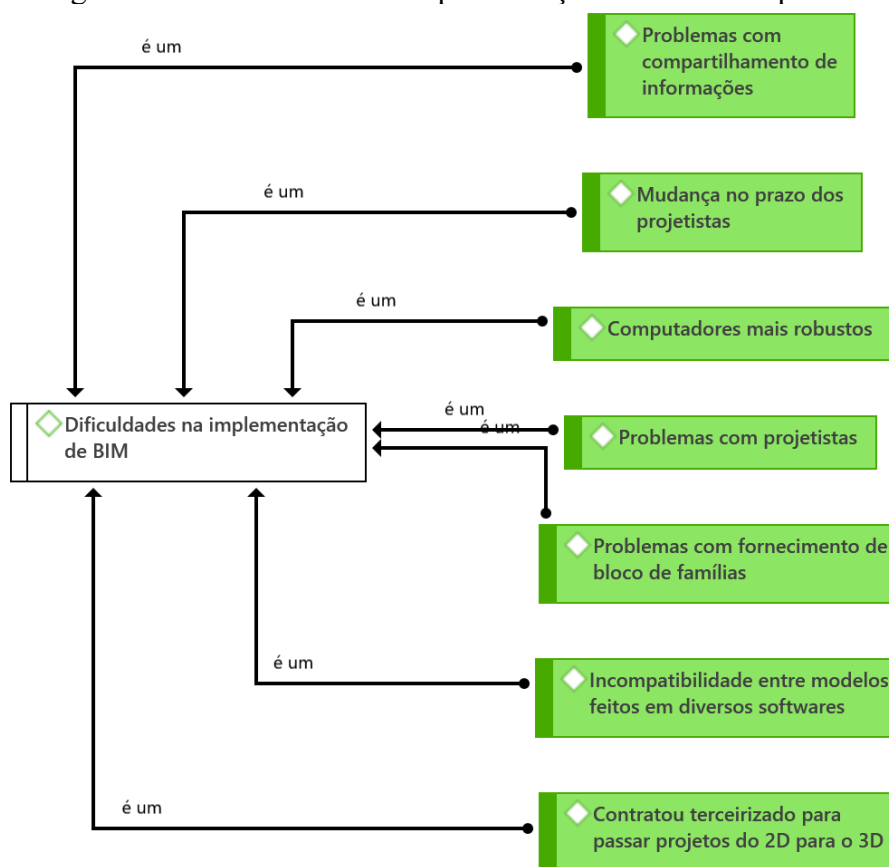 é um
Problemas com
compartilhamento de
informações
é um
Mudança no prazo dos
projetistas
é um
Computadores mais robustos
Dificuldades na implementação
de BIM
é um
é um
Problemas com projetistas
Problemas com fornecimento de
bloco de famílias
é um
Incompatibilidade entre modelos
feitos em diversos softwares
é um
Contratou terceirizado para
passar projetos do 2D para o 3D